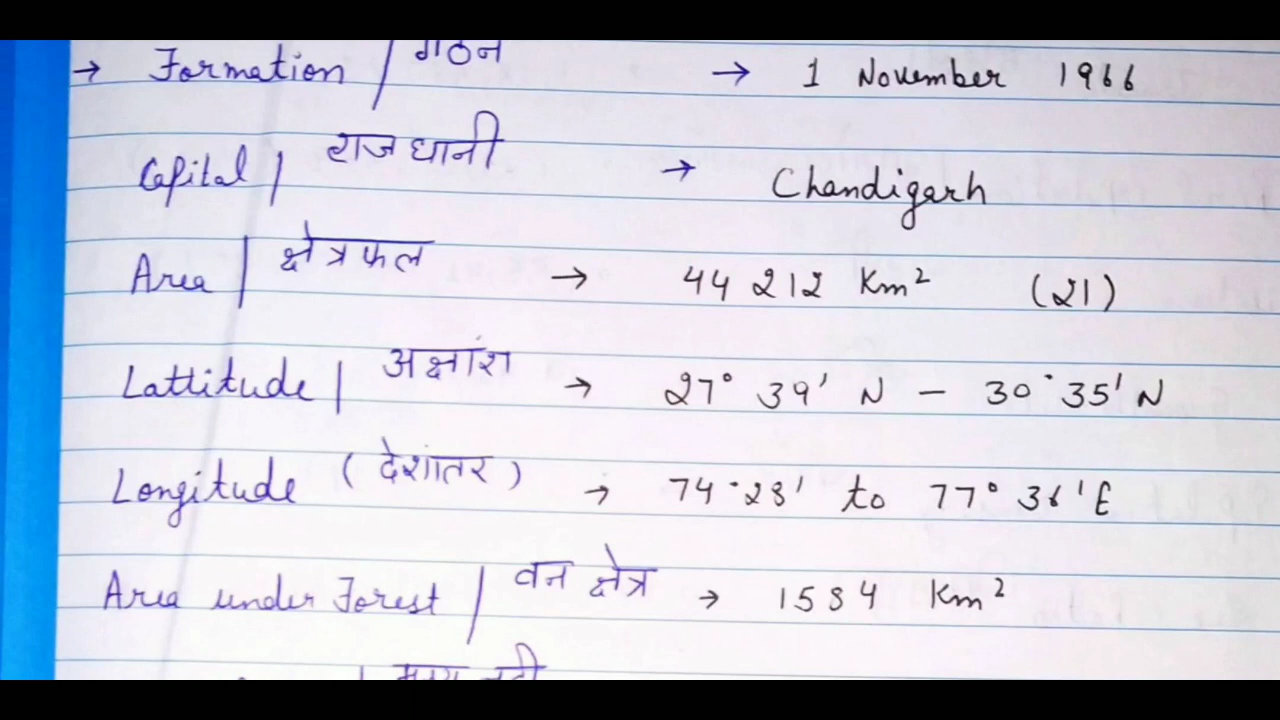 → Formation / गठन → 1 November 1966
Capital / राजधानी → Chandigarh
Area / क्षेत्रफल → 44212 Km² (21)
Lattitude / अक्षांश → 27° 39' N - 30° 35' N
Longitude (देशांतर) → 74° 28' to 77° 36' E
Area under Forest / वन क्षेत्र → 1584 Km²